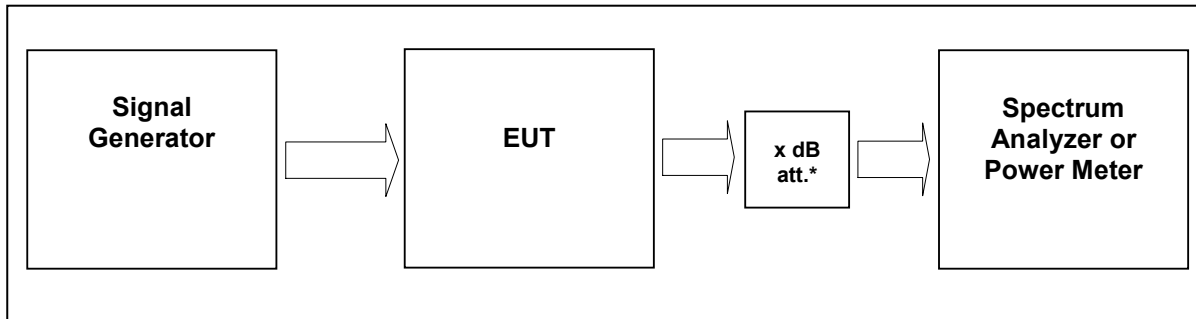 Signal
Generator
EUT
x dB
att.*
Spectrum
Analyzer or
Power Meter